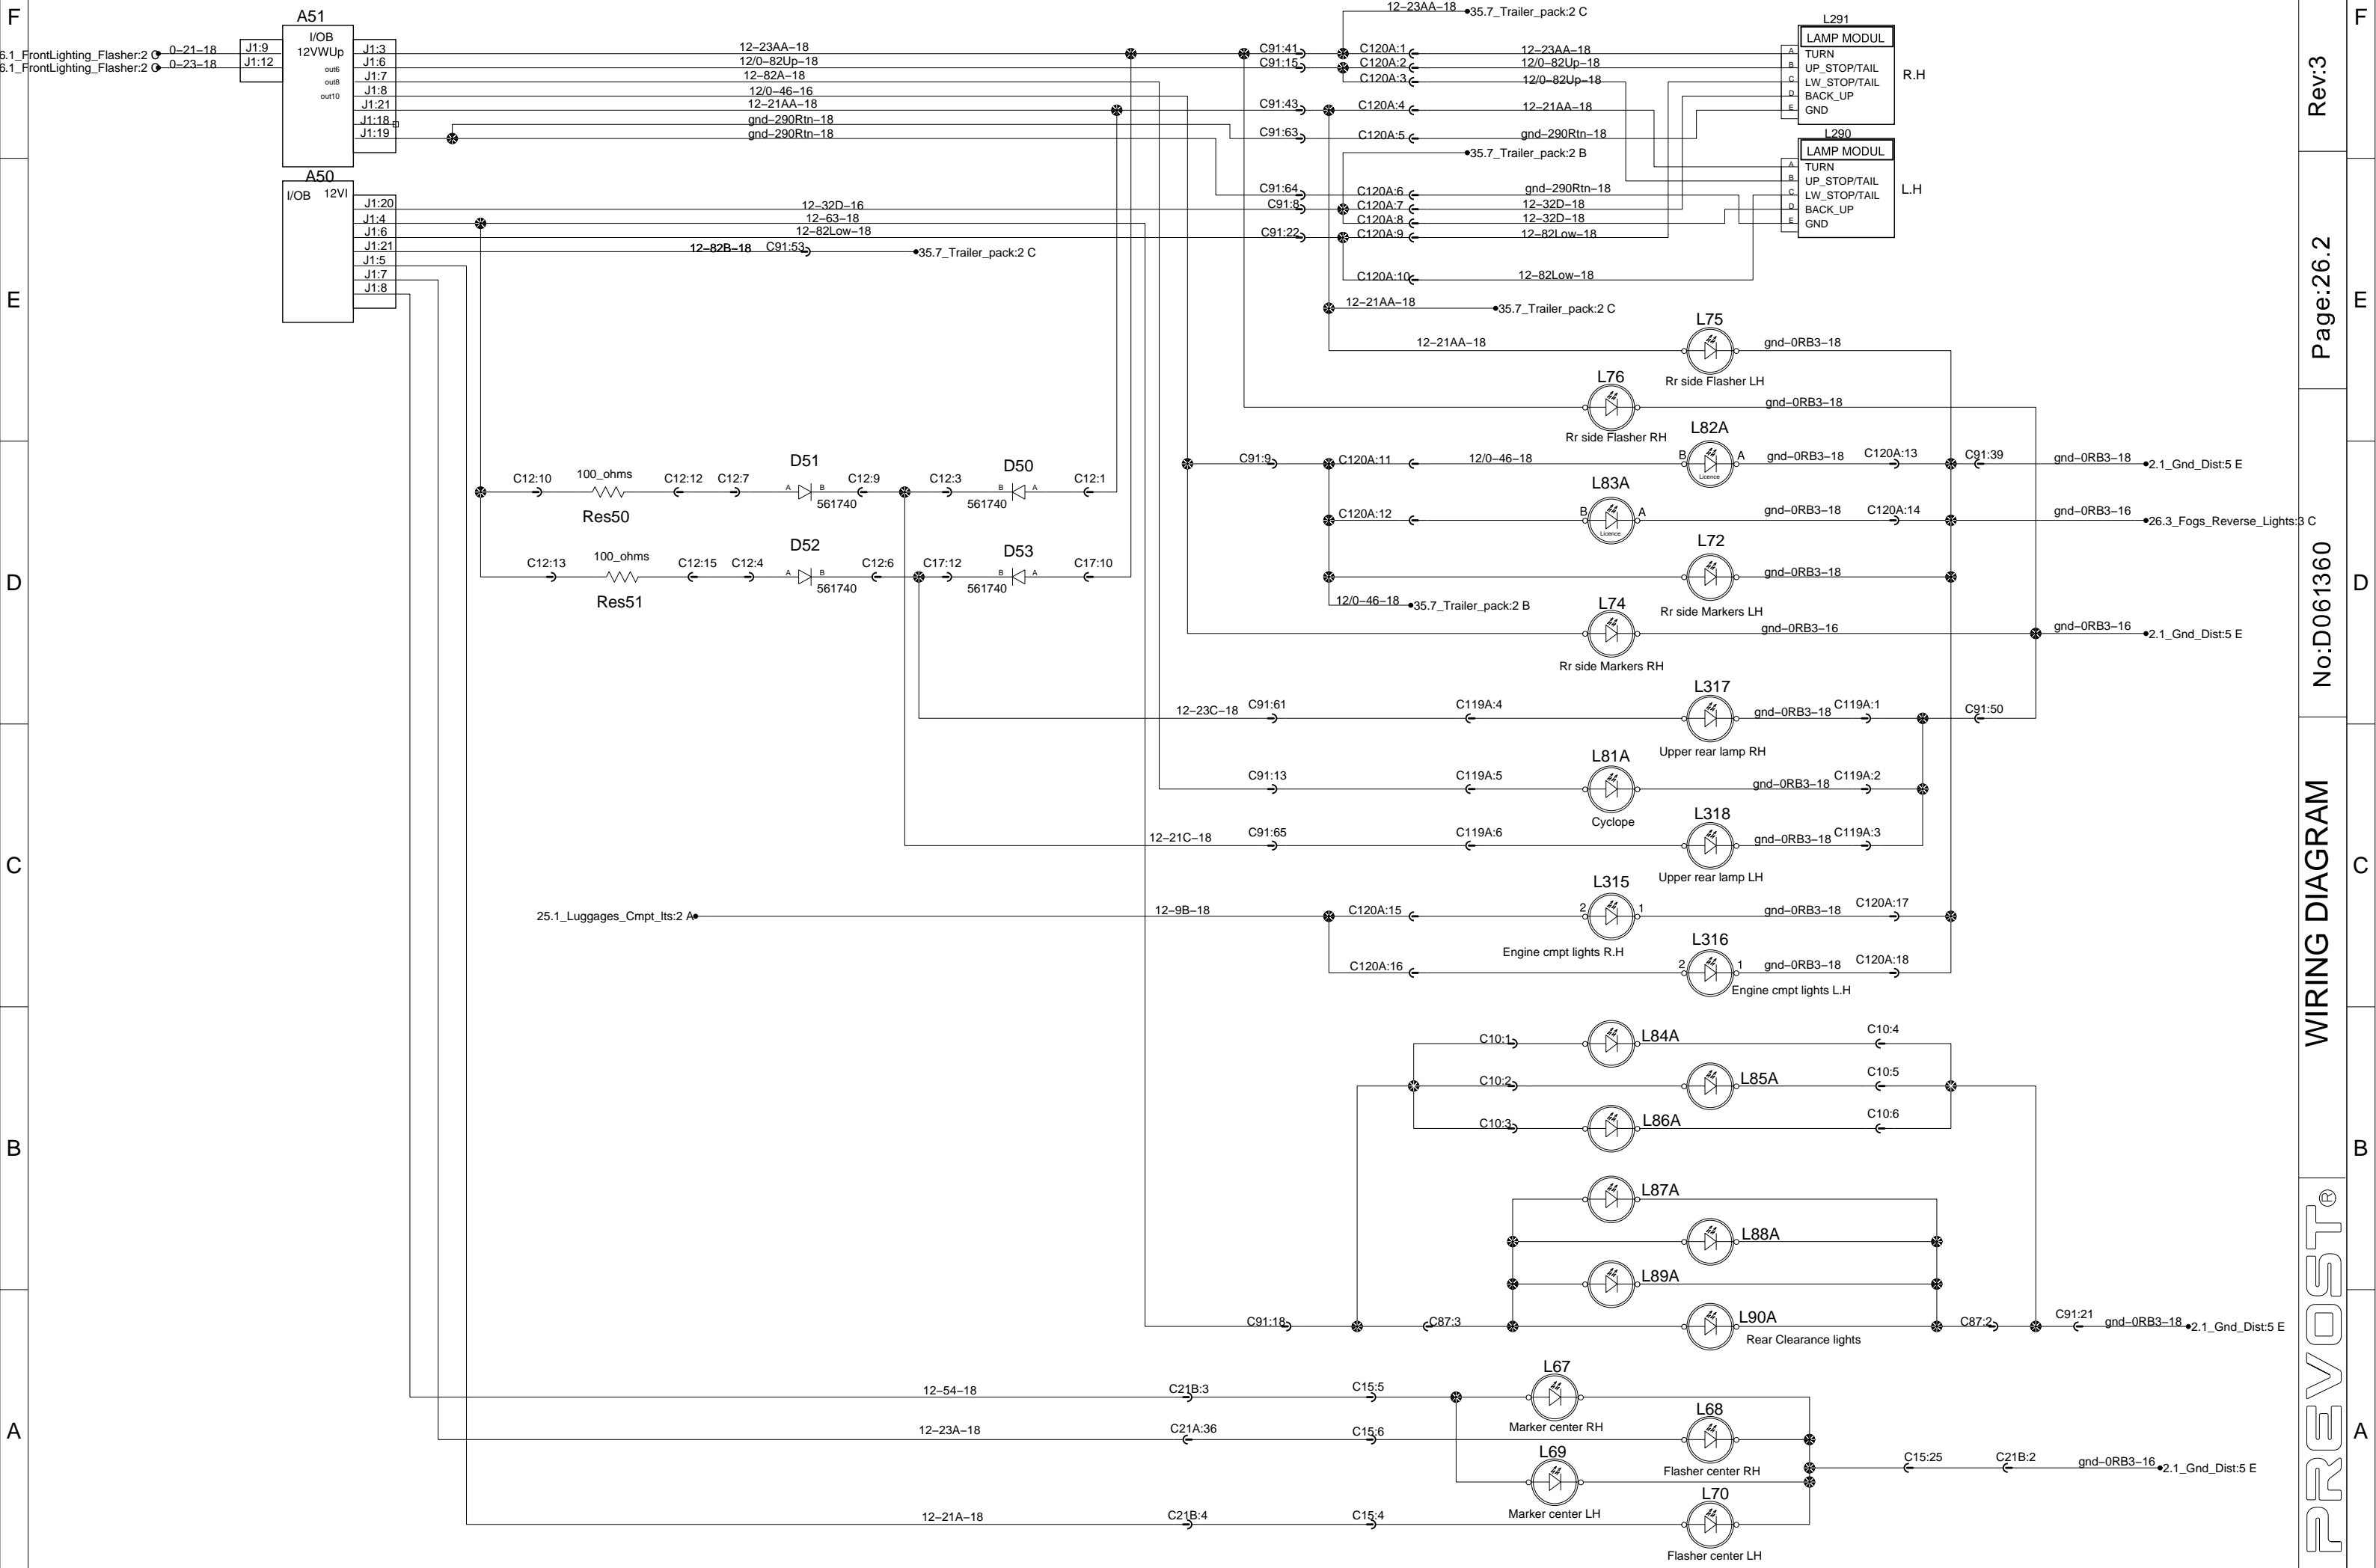 F
A51
I/OB
12VWUp
out6
out8
out10
6.1_FrontLighting_Flasher:2 C 0-21-18 J1:9
6.1_FrontLighting_Flasher:2 C 0-23-18 J1:12
J1:3 12-23AA-18
J1:6 12/0-82Up-18
J1:7 12-82A-18
J1:8 12/0-46-16
J1:21 12-21AA-18
J1:18 gnd-290Rtn-18
J1:19 gnd-290Rtn-18
12-23AA-18 35.7_Trailer_pack:2 C
C91:41 C120A:1 12-23AA-18
C91:15 C120A:2 12/0-82Up-18
C120A:3 12/0-82Up-18
C91:43 C120A:4 12-21AA-18
C91:63 C120A:5 gnd-290Rtn-18
35.7_Trailer_pack:2 B
L291
LAMP MODUL
A TURN
B UP_STOP/TAIL
C LW_STOP/TAIL
D BACK_UP
E GND
R.H
L290
LAMP MODUL
A TURN
B UP_STOP/TAIL
C LW_STOP/TAIL
D BACK_UP
E GND
L.H
A50
I/OB 12VI
J1:20 12-32D-16
J1:4 12-63-18
J1:6 12-82Low-18
J1:21 12-82B-18 C91:53 35.7_Trailer_pack:2 C
J1:5
J1:7
J1:8
C91:64 C120A:6 gnd-290Rtn-18
C91:8 C120A:7 12-32D-18
C120A:8 12-32D-18
C91:22 C120A:9 12-82Low-18
C120A:10 12-82Low-18
E
12-21AA-18 35.7_Trailer_pack:2 C
L75
12-21AA-18 gnd-0RB3-18
Rr side Flasher LH
L76
gnd-0RB3-18
Rr side Flasher RH
L82A
C91:9 C120A:11 12/0-46-18 B A gnd-0RB3-18 C120A:13 C91:39 gnd-0RB3-18 2.1_Gnd_Dist:5 E
Licence
L83A
C120A:12 B A gnd-0RB3-18 C120A:14 gnd-0RB3-16 26.3_Fogs_Reverse_Lights:3 C
Licence
D51 D50
C12:10 100_ohms C12:12 C12:7 A B C12:9 C12:3 B A C12:1
561740 561740
Res50
D52 D53
C12:13 100_ohms C12:15 C12:4 A B C12:6 C17:12 B A C17:10
561740 561740
Res51
D
L72
gnd-0RB3-18
Rr side Markers LH
12/0-46-18 35.7_Trailer_pack:2 B
L74
gnd-0RB3-16 gnd-0RB3-16 2.1_Gnd_Dist:5 E
Rr side Markers RH
L317
12-23C-18 C91:61 C119A:4 gnd-0RB3-18 C119A:1 C91:50
Upper rear lamp RH
L81A
C91:13 C119A:5 gnd-0RB3-18 C119A:2
Cyclope
L318
12-21C-18 C91:65 C119A:6 gnd-0RB3-18 C119A:3
Upper rear lamp LH
C
L315
25.1_Luggages_Cmpt_lts:2 A 12-9B-18 C120A:15 2 1 gnd-0RB3-18 C120A:17
Engine cmpt lights R.H
L316
C120A:16 2 1 gnd-0RB3-18 C120A:18
Engine cmpt lights L.H
C10:1 L84A C10:4
C10:2 L85A C10:5
C10:3 L86A C10:6
B
L87A
L88A
L89A
C91:18 C87:3 L90A C87:2 C91:21 gnd-0RB3-18 2.1_Gnd_Dist:5 E
Rear Clearance lights
L67
12-54-18 C21B:3 C15:5
Marker center RH
L68
12-23A-18 C21A:36 C15:6
Flasher center RH
A
L69
C15:25 C21B:2 gnd-0RB3-16 2.1_Gnd_Dist:5 E
Marker center LH
L70
12-21A-18 C21B:4 C15:4
Flasher center LH
Rev:3
Page:26.2
No:D061360
WIRING DIAGRAM
PREVOST®
F
E
D
C
B
A